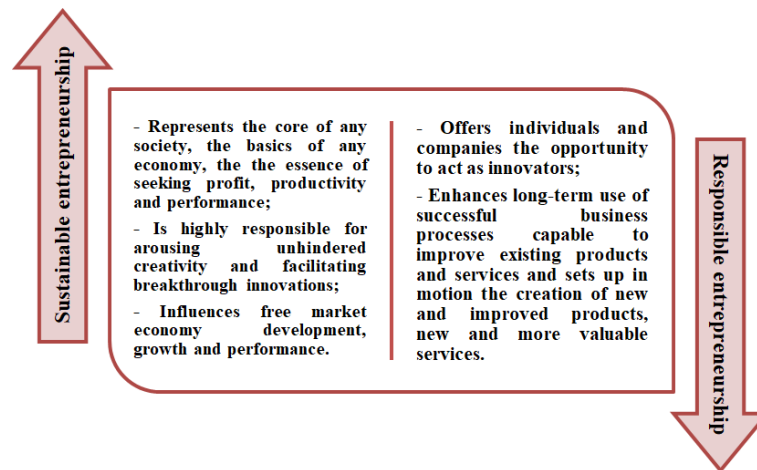 Sustainable entrepreneurship
- Represents the core of any
society, the basics of any
economy, the the essence of
seeking profit, productivity
and performance;
- Is highly responsible for
arousing unhindered
creativity and facilitating
breakthrough innovations;
- Influences free market
economy development,
growth and performance.
- Offers individuals and
companies the opportunity
to act as innovators;
- Enhances long-term use of
successful business
processes capable to
improve existing products
and services and sets up in
motion the creation of new
and improved products,
new and more valuable
services.
Responsible entrepreneurship